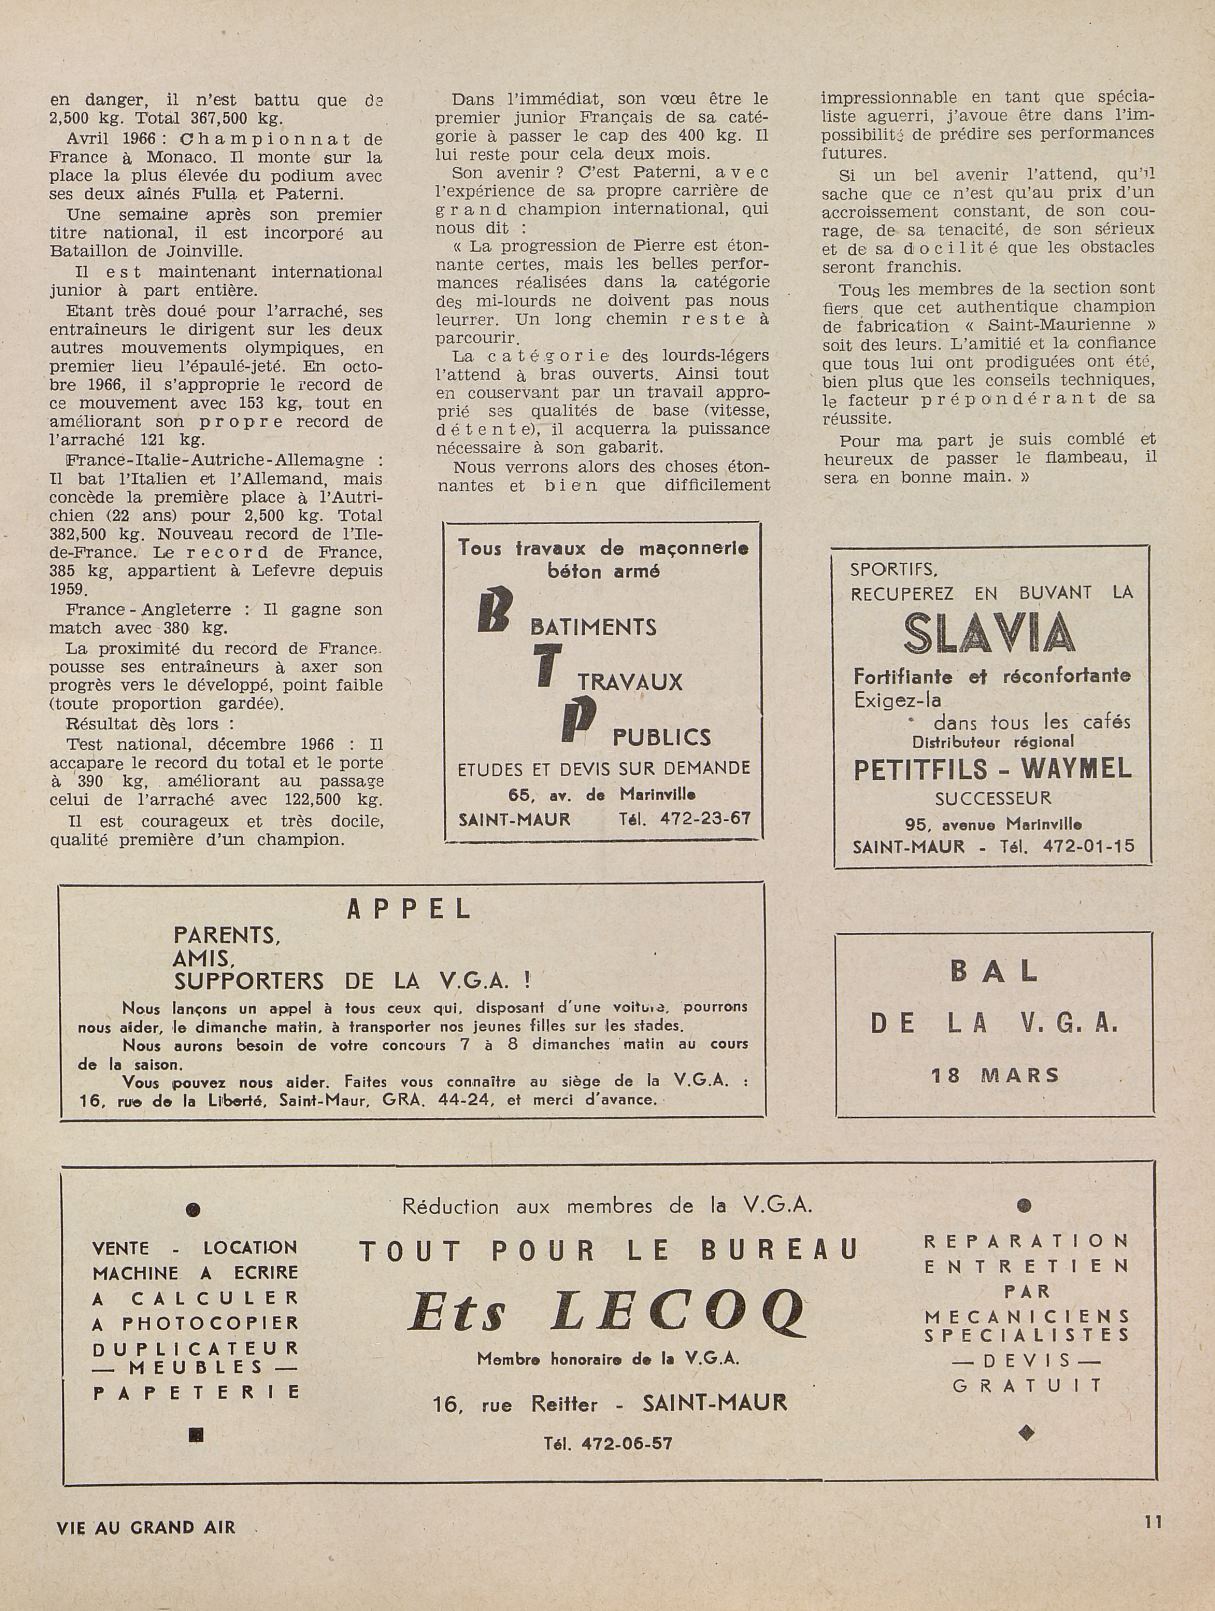 en danger, il n'est battu que de
2,500 kg. Total 367,500 kg.
Avril 1966 : Championnat de
France à Monaco. Il monte sur la
place la plus élevée du podium avec
ses deux aînés Fulla et Paterni.
Une semaine après son premier
titre national, il est incorporé au
Bataillon de Joinville.
Il est maintenant international
junior à part entière.
Etant très doué pour l'arraché, ses
entraîneurs le dirigent sur les deux
autres mouvements olympiques, en
premier lieu l'épaulé-jeté. En octo-
bre 1966, il s'approprie le record de
ce mouvement avec 153 kg, tout en
améliorant son propre record de
l'arraché 121 kg.
France-Italie-Autriche-Allemagne :
Il bat l'Italien et l'Allemand, mais
concède la première place à l'Autri-
chien (22 ans) pour 2,500 kg. Total
382,500 kg. Nouveau record de l'Ile-
de-France. Le record de France,
385 kg, appartient à Lefevre depuis
1959.
France - Angleterre : Il gagne son
match avec 380 kg.
La proximité du record de France
pousse ses entraîneurs à axer son
progrès vers le développé, point faible
(toute proportion gardée).
Résultat dès lors :
Test national, décembre 1966 : Il
accapare le record du total et le porte
à 390 kg, améliorant au passage
celui de l'arraché avec 122,500 kg.
Il est courageux et très docile,
qualité première d'un champion.
Dans l'immédiat, son vœu être le
premier junior Français de sa caté-
gorie à passer le cap des 400 kg. Il
lui reste pour cela deux mois.
Son avenir ? C'est Paterni, avec
l'expérience de sa propre carrière de
grand champion international, qui
nous dit :
« La progression de Pierre est éton-
nante certes, mais les belles perfor-
mances réalisées dans la catégorie
des mi-lourds ne doivent pas nous
leurrer. Un long chemin reste à
parcourir.
La catégorie des lourds-légers
l'attend à bras ouverts. Ainsi tout
en couservant par un travail appro-
prié ses qualités de base (vitesse,
détente), il acquerra la puissance
nécessaire à son gabarit.
Nous verrons alors des choses éton-
nantes et bien que difficilement
impressionnable en tant que spécia-
liste aguerri, j'avoue être dans l'im-
possibilité de prédire ses performances
futures.
Si un bel avenir l'attend, qu'il
sache que ce n'est qu'au prix d'un
accroissement constant, de son cou-
rage, de sa tenacité, de son sérieux
et de sa docilité que les obstacles
seront franchis.
Tous les membres de la section sont
fiers que cet authentique champion
de fabrication « Saint-Maurienne »
soit des leurs. L'amitié et la confiance
que tous lui ont prodiguées ont été,
bien plus que les conseils techniques,
le facteur prépondérant de sa
réussite.
Pour ma part je suis comblé et
heureux de passer le flambeau, il
sera en bonne main. »
Tous travaux de maçonnerie
béton armé
B BATIMENTS
T TRAVAUX
P PUBLICS
ETUDES ET DEVIS SUR DEMANDE
65, av. de Marinville
SAINT-MAUR Tél. 472-23-67
SPORTIFS,
RECUPEREZ EN BUVANT LA
SLAVIA
Fortifiante et réconfortante
Exigez-la
dans tous les cafés
Distributeur régional
PETITFILS - WAYMEL
SUCCESSEUR
95, avenue Marinville
SAINT-MAUR - Tél. 472-01-15
APPEL
PARENTS,
AMIS,
SUPPORTERS DE LA V.G.A. !
Nous lançons un appel à tous ceux qui, disposant d'une voiture, pourrons
nous aider, le dimanche matin, à transporter nos jeunes filles sur les stades.
Nous aurons besoin de votre concours 7 à 8 dimanches matin au cours
de la saison.
Vous pouvez nous aider. Faites vous connaître au siège de la V.G.A. :
16, rue de la Liberté, Saint-Maur, GRA. 44-24, et merci d'avance.
BAL
DE LA V.G.A.
18 MARS
VENTE - LOCATION
MACHINE A ECRIRE
A CALCULER
A PHOTOCOPIER
DUPLICATEUR
— MEUBLES —
PAPETERIE
Réduction aux membres de la V.G.A.
TOUT POUR LE BUREAU
Ets LECOQ
Membre honoraire de la V.G.A.
16, rue Reitter - SAINT-MAUR
Tél. 472-06-57
REPARATION
ENTRETIEN
PAR
MECANICIENS
SPECIALISTES
— DEVIS —
GRATUIT
VIE AU GRAND AIR
11